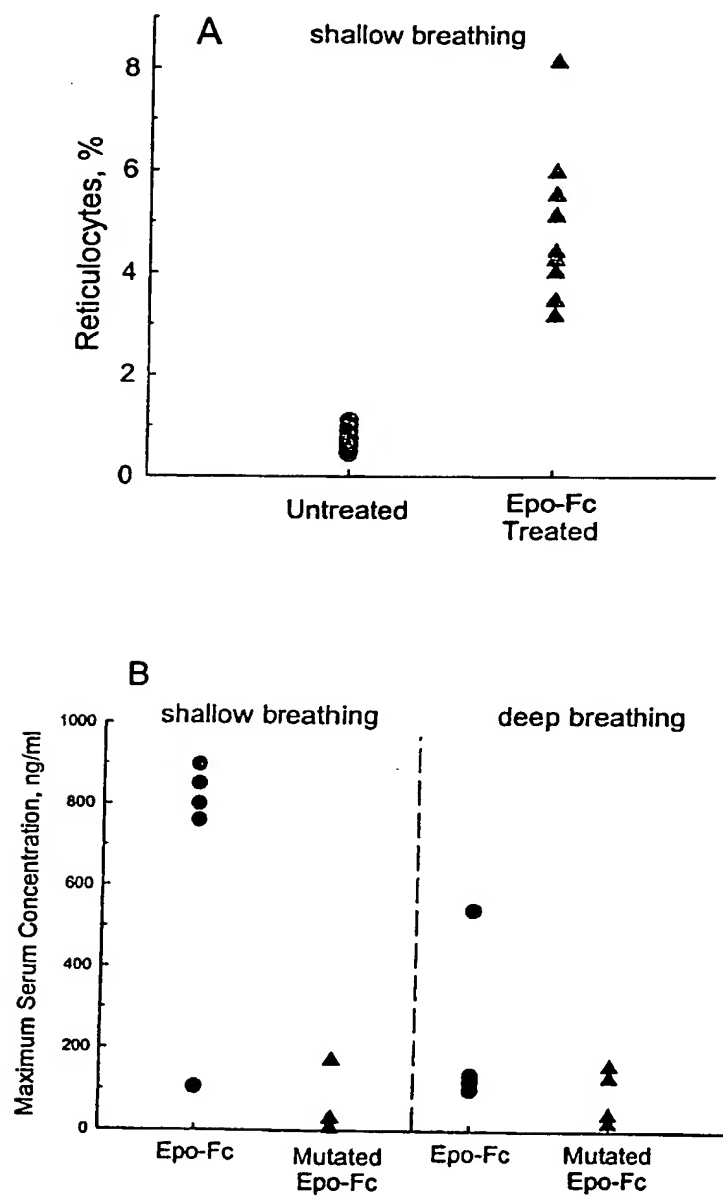 A
shallow breathing
Reticulocytes, %
8
6
4
2
0
Untreated
Epo-Fc
Treated
B
shallow breathing
deep breathing
Maximum Serum Concentration, ng/ml
1000
800
600
400
200
0
Epo-Fc
Mutated
Epo-Fc
Epo-Fc
Mutated
Epo-Fc